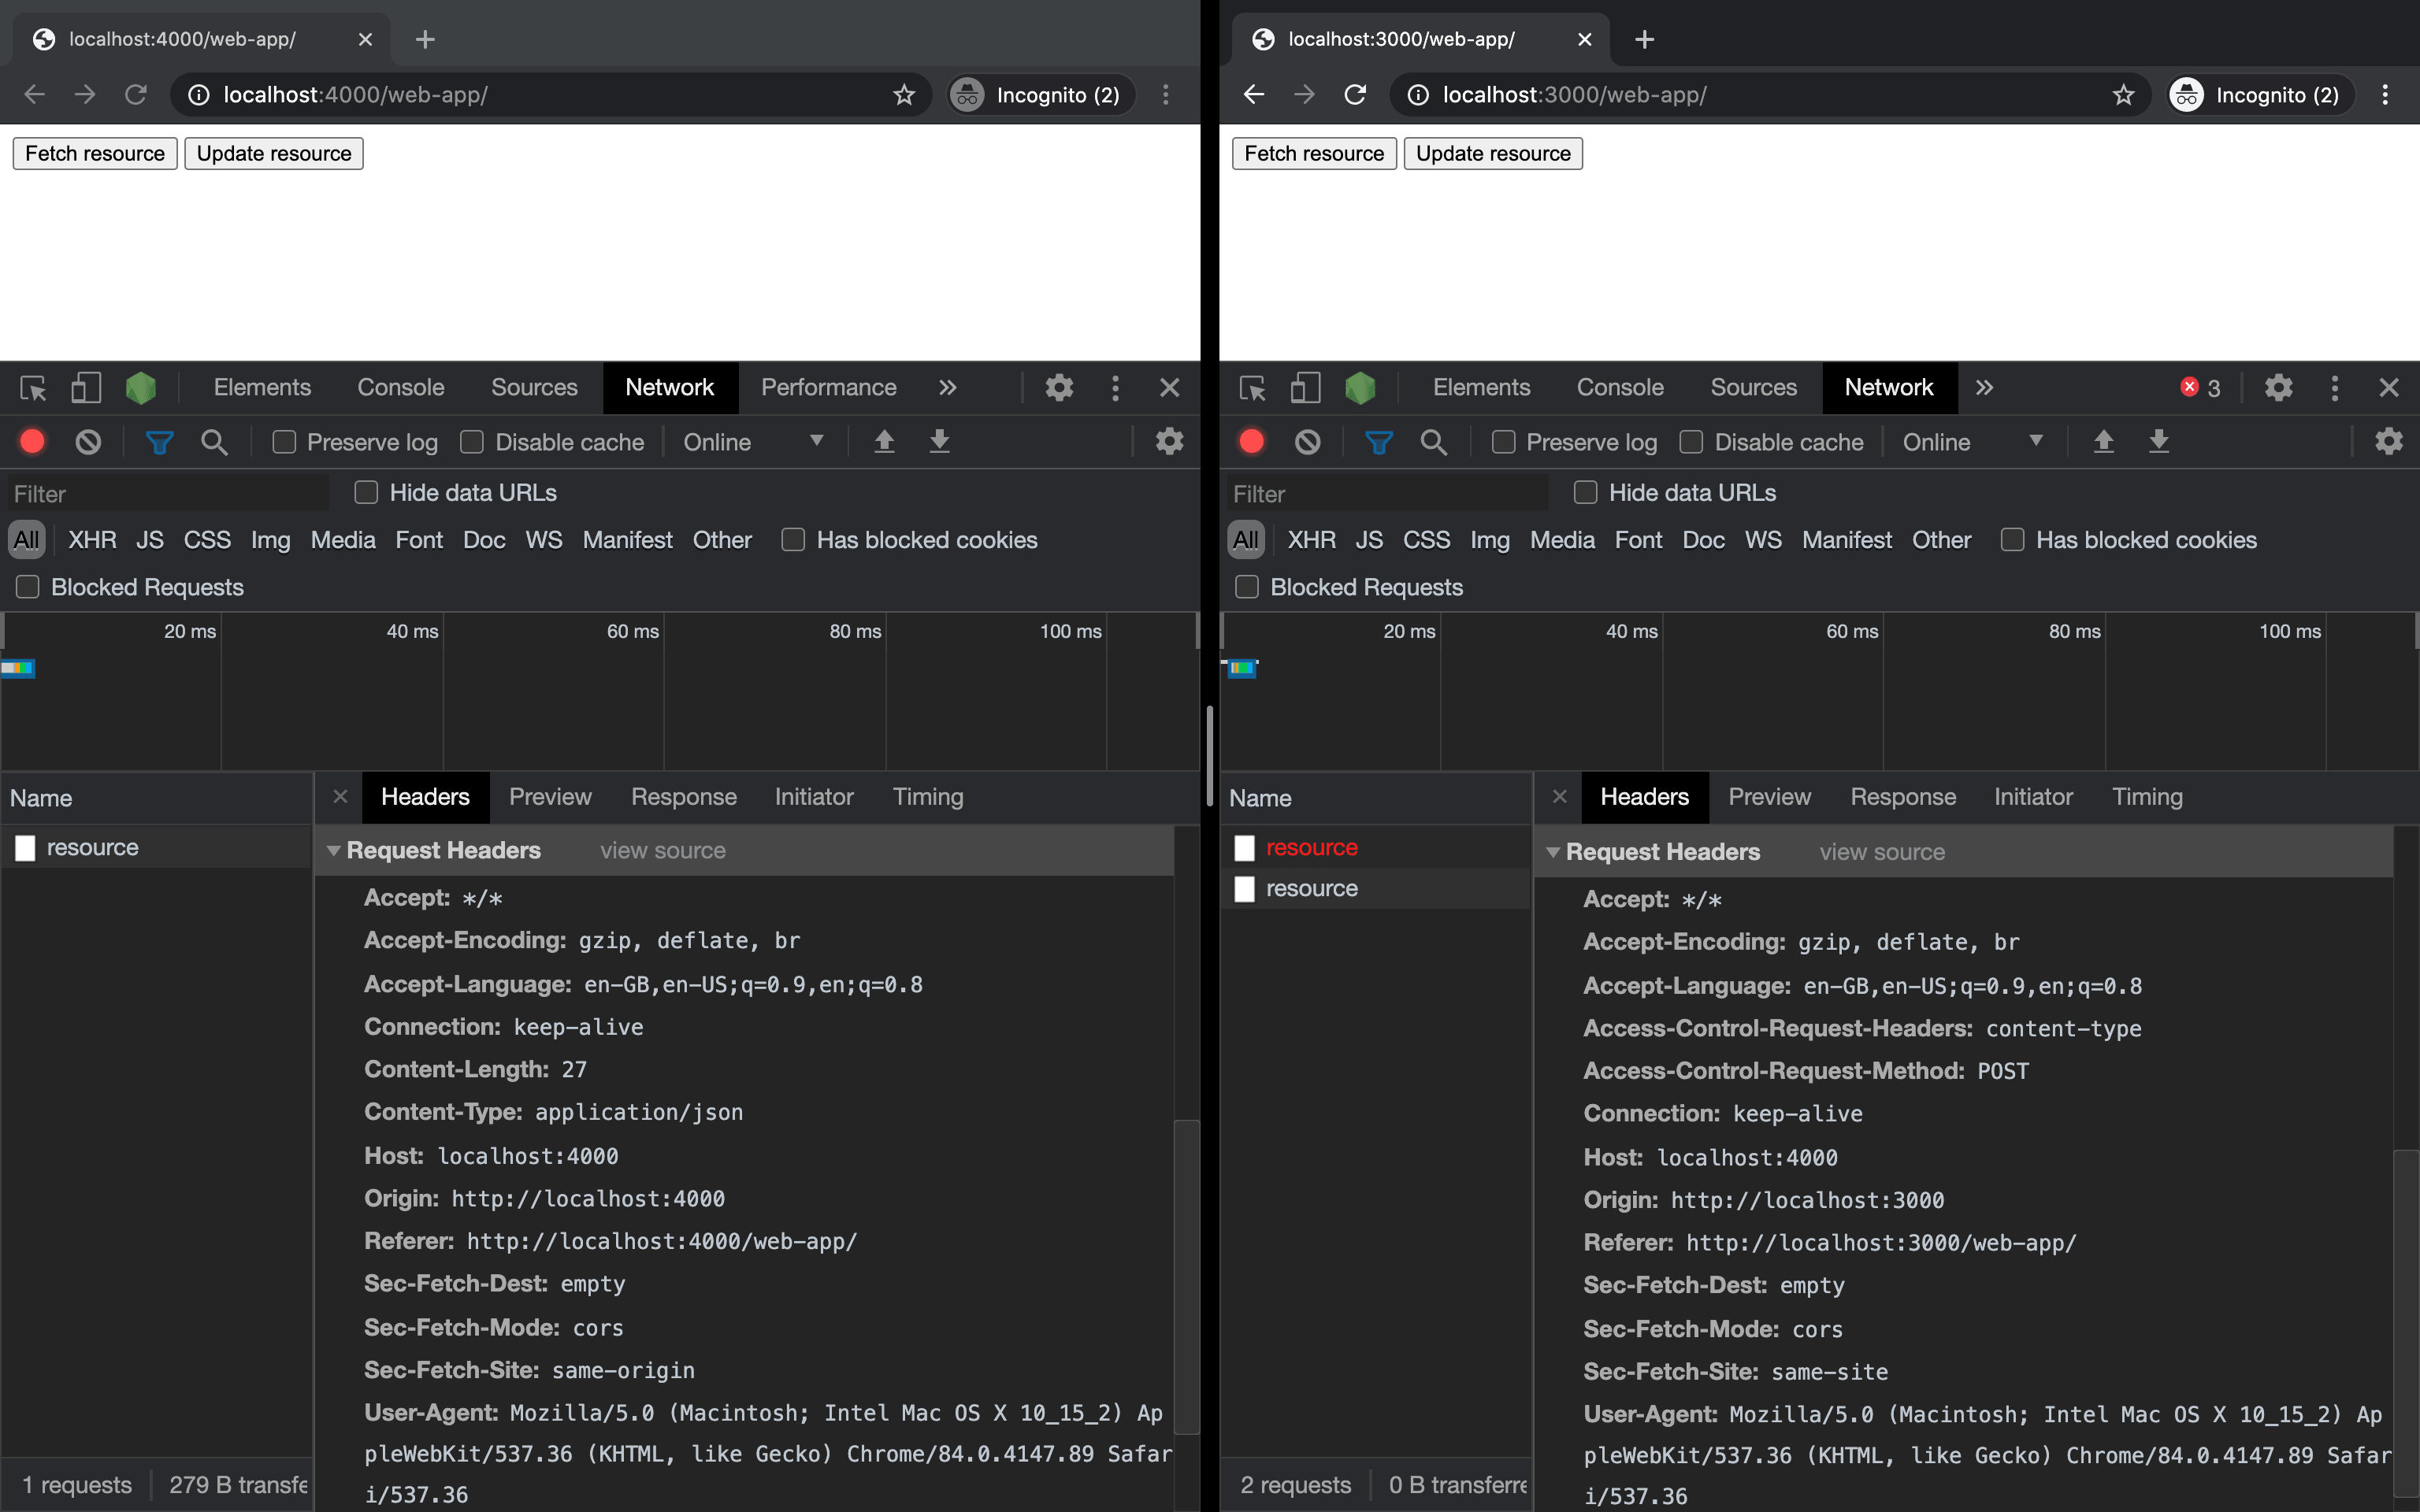 localhost:4000/web-app/
localhost:4000/web-app/
Incognito (2)
Fetch resource
Update resource
Elements
Console
Sources
Network
Performance
Preserve log
Disable cache
Online
Filter
Hide data URLs
All
XHR
JS
CSS
Img
Media
Font
Doc
WS
Manifest
Other
Has blocked cookies
Blocked Requests
20 ms
40 ms
60 ms
80 ms
100 ms
Name
Headers
Preview
Response
Initiator
Timing
resource
Request Headers
view source
Accept: */*
Accept-Encoding: gzip, deflate, br
Accept-Language: en-GB,en-US;q=0.9,en;q=0.8
Connection: keep-alive
Content-Length: 27
Content-Type: application/json
Host: localhost:4000
Origin: http://localhost:4000
Referer: http://localhost:4000/web-app/
Sec-Fetch-Dest: empty
Sec-Fetch-Mode: cors
Sec-Fetch-Site: same-origin
User-Agent: Mozilla/5.0 (Macintosh; Intel Mac OS X 10_15_2) Ap
pleWebKit/537.36 (KHTML, like Gecko) Chrome/84.0.4147.89 Safar
i/537.36
1 requests
279 B transfe
localhost:3000/web-app/
localhost:3000/web-app/
Incognito (2)
Fetch resource
Update resource
Elements
Console
Sources
Network
3
Preserve log
Disable cache
Online
Filter
Hide data URLs
All
XHR
JS
CSS
Img
Media
Font
Doc
WS
Manifest
Other
Has blocked cookies
Blocked Requests
20 ms
40 ms
60 ms
80 ms
100 ms
Name
Headers
Preview
Response
Initiator
Timing
resource
resource
Request Headers
view source
Accept: */*
Accept-Encoding: gzip, deflate, br
Accept-Language: en-GB,en-US;q=0.9,en;q=0.8
Access-Control-Request-Headers: content-type
Access-Control-Request-Method: POST
Connection: keep-alive
Host: localhost:4000
Origin: http://localhost:3000
Referer: http://localhost:3000/web-app/
Sec-Fetch-Dest: empty
Sec-Fetch-Mode: cors
Sec-Fetch-Site: same-site
User-Agent: Mozilla/5.0 (Macintosh; Intel Mac OS X 10_15_2) Ap
pleWebKit/537.36 (KHTML, like Gecko) Chrome/84.0.4147.89 Safar
i/537.36
2 requests
0 B transferre